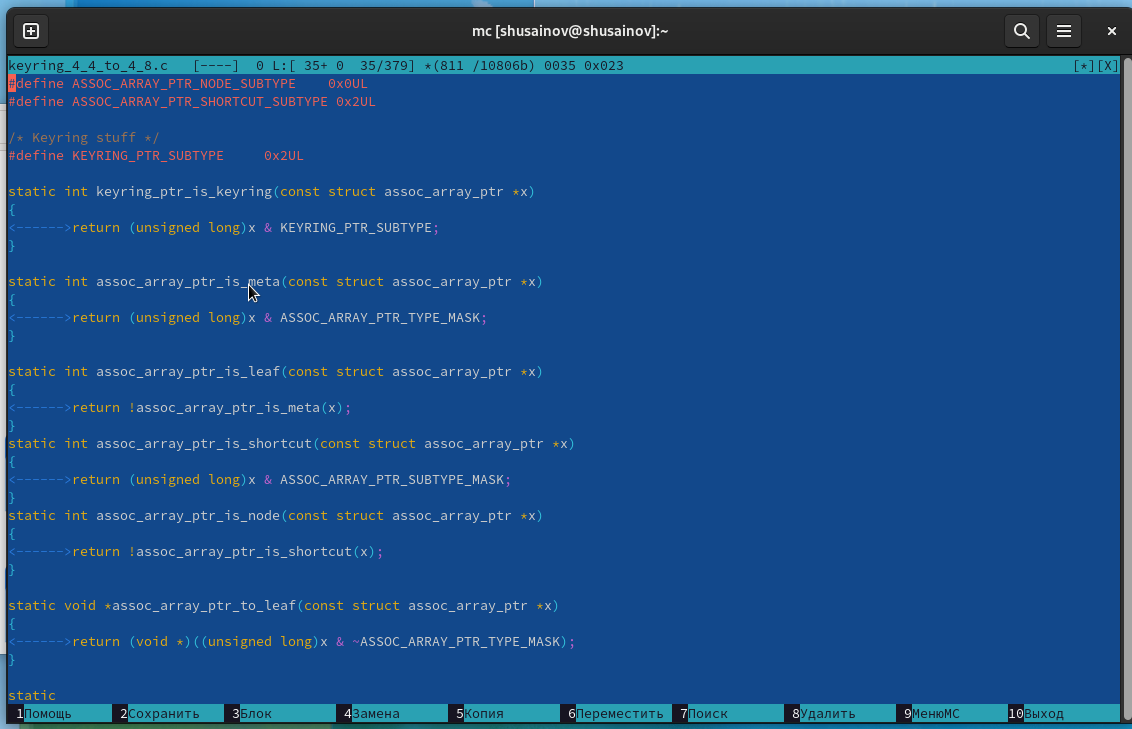 mc [shusainov@shusainov]:~
keyring_4_4_to_4_8.c   [----]  0 L:[ 35+ 0  35/379] *(811 /10806b) 0035 0x023 [*][X]
#define ASSOC_ARRAY_PTR_NODE_SUBTYPE    0x0UL
#define ASSOC_ARRAY_PTR_SHORTCUT_SUBTYPE 0x2UL
/* Keyring stuff */
#define KEYRING_PTR_SUBTYPE     0x2UL
static int keyring_ptr_is_keyring(const struct assoc_array_ptr *x)
{
<------>return (unsigned long)x & KEYRING_PTR_SUBTYPE;
}
static int assoc_array_ptr_is_meta(const struct assoc_array_ptr *x)
{
<------>return (unsigned long)x & ASSOC_ARRAY_PTR_TYPE_MASK;
}
static int assoc_array_ptr_is_leaf(const struct assoc_array_ptr *x)
{
<------>return !assoc_array_ptr_is_meta(x);
}
static int assoc_array_ptr_is_shortcut(const struct assoc_array_ptr *x)
{
<------>return (unsigned long)x & ASSOC_ARRAY_PTR_SUBTYPE_MASK;
}
static int assoc_array_ptr_is_node(const struct assoc_array_ptr *x)
{
<------>return !assoc_array_ptr_is_shortcut(x);
}
static void *assoc_array_ptr_to_leaf(const struct assoc_array_ptr *x)
{
<------>return (void *)((unsigned long)x & ~ASSOC_ARRAY_PTR_TYPE_MASK);
}
static
1Помощь 2Сохранить 3Блок 4Замена 5Копия 6Переместить 7Поиск 8Удалить 9МенюМС 10Выход